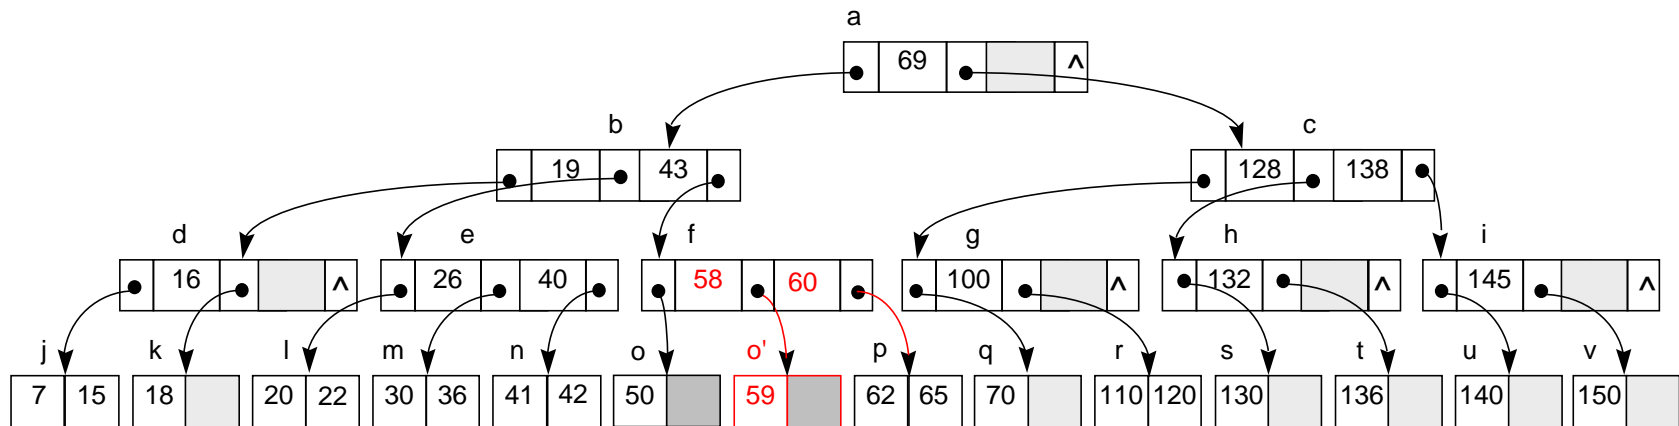 a
69 ^
b c
19 43 128 138
d e f g h i
16 ^ 26 40 58 60 100 ^ 132 ^ 145 ^
j k l m n o o' p q r s t u v
7 15 18 20 22 30 36 41 42 50 59 62 65 70 110 120 130 136 140 150